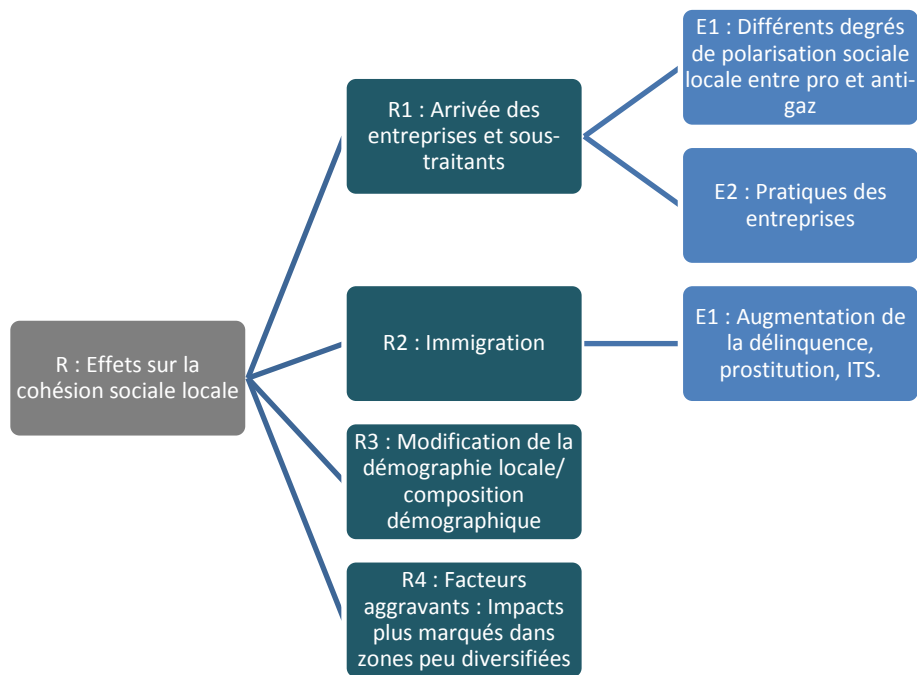 R : Effets sur la
cohésion sociale locale
R1 : Arrivée des
entreprises et sous-
traitants
E1 : Différents degrés
de polarisation sociale
locale entre pro et anti-
gaz
E2 : Pratiques des
entreprises
R2 : Immigration
E1 : Augmentation de
la délinquence,
prostitution, ITS.
R3 : Modification de la
démographie locale/
composition
démographique
R4 : Facteurs
aggravants : Impacts
plus marqués dans
zones peu diversifiées